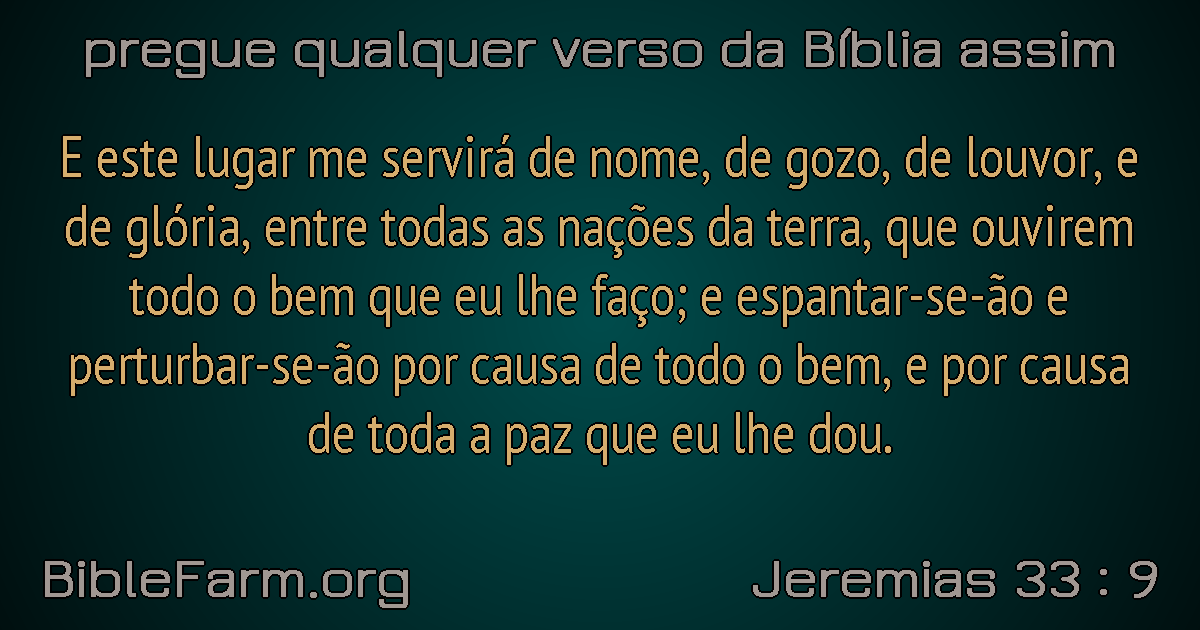 pregue qualquer verso da Bíblia assim
E este lugar me servirá de nome, de gozo, de louvor, e
de glória, entre todas as nações da terra, que ouvirem
todo o bem que eu lhe faço; e espantar-se-ão e
perturbar-se-ão por causa de todo o bem, e por causa
de toda a paz que eu lhe dou.
BibleFarm.org
Jeremias 33 : 9